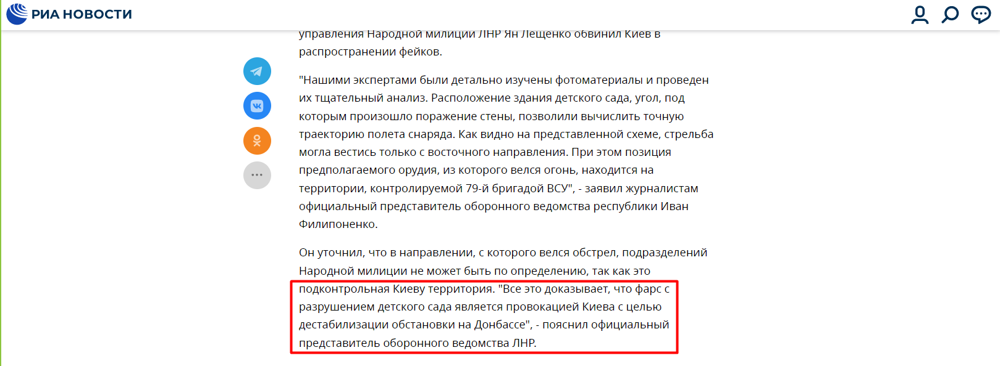 РИА НОВОСТИ
управления Народной милиции ЛНР Ян Лещенко обвинил Киев в
распространении фейков.
"Нашими экспертами были детально изучены фотоматериалы и проведен
их тщательный анализ. Расположение здания детского сада, угол, под
которым произошло поражение стены, позволили вычислить точную
траекторию полета снаряда. Как видно на представленной схеме, стрельба
могла вестись только с восточного направления. При этом позиция
предполагаемого орудия, из которого велся огонь, находится на
территории, контролируемой 79-й бригадой ВСУ", - заявил журналистам
официальный представитель оборонного ведомства республики Иван
Филипоненко.
Он уточнил, что в направлении, с которого велся обстрел, подразделений
Народной милиции не может быть по определению, так как это
подконтрольная Киеву территория. "Все это доказывает, что фарс с
разрушением детского сада является провокацией Киева с целью
дестабилизации обстановки на Донбассе", - пояснил официальный
представитель оборонного ведомства ЛНР.